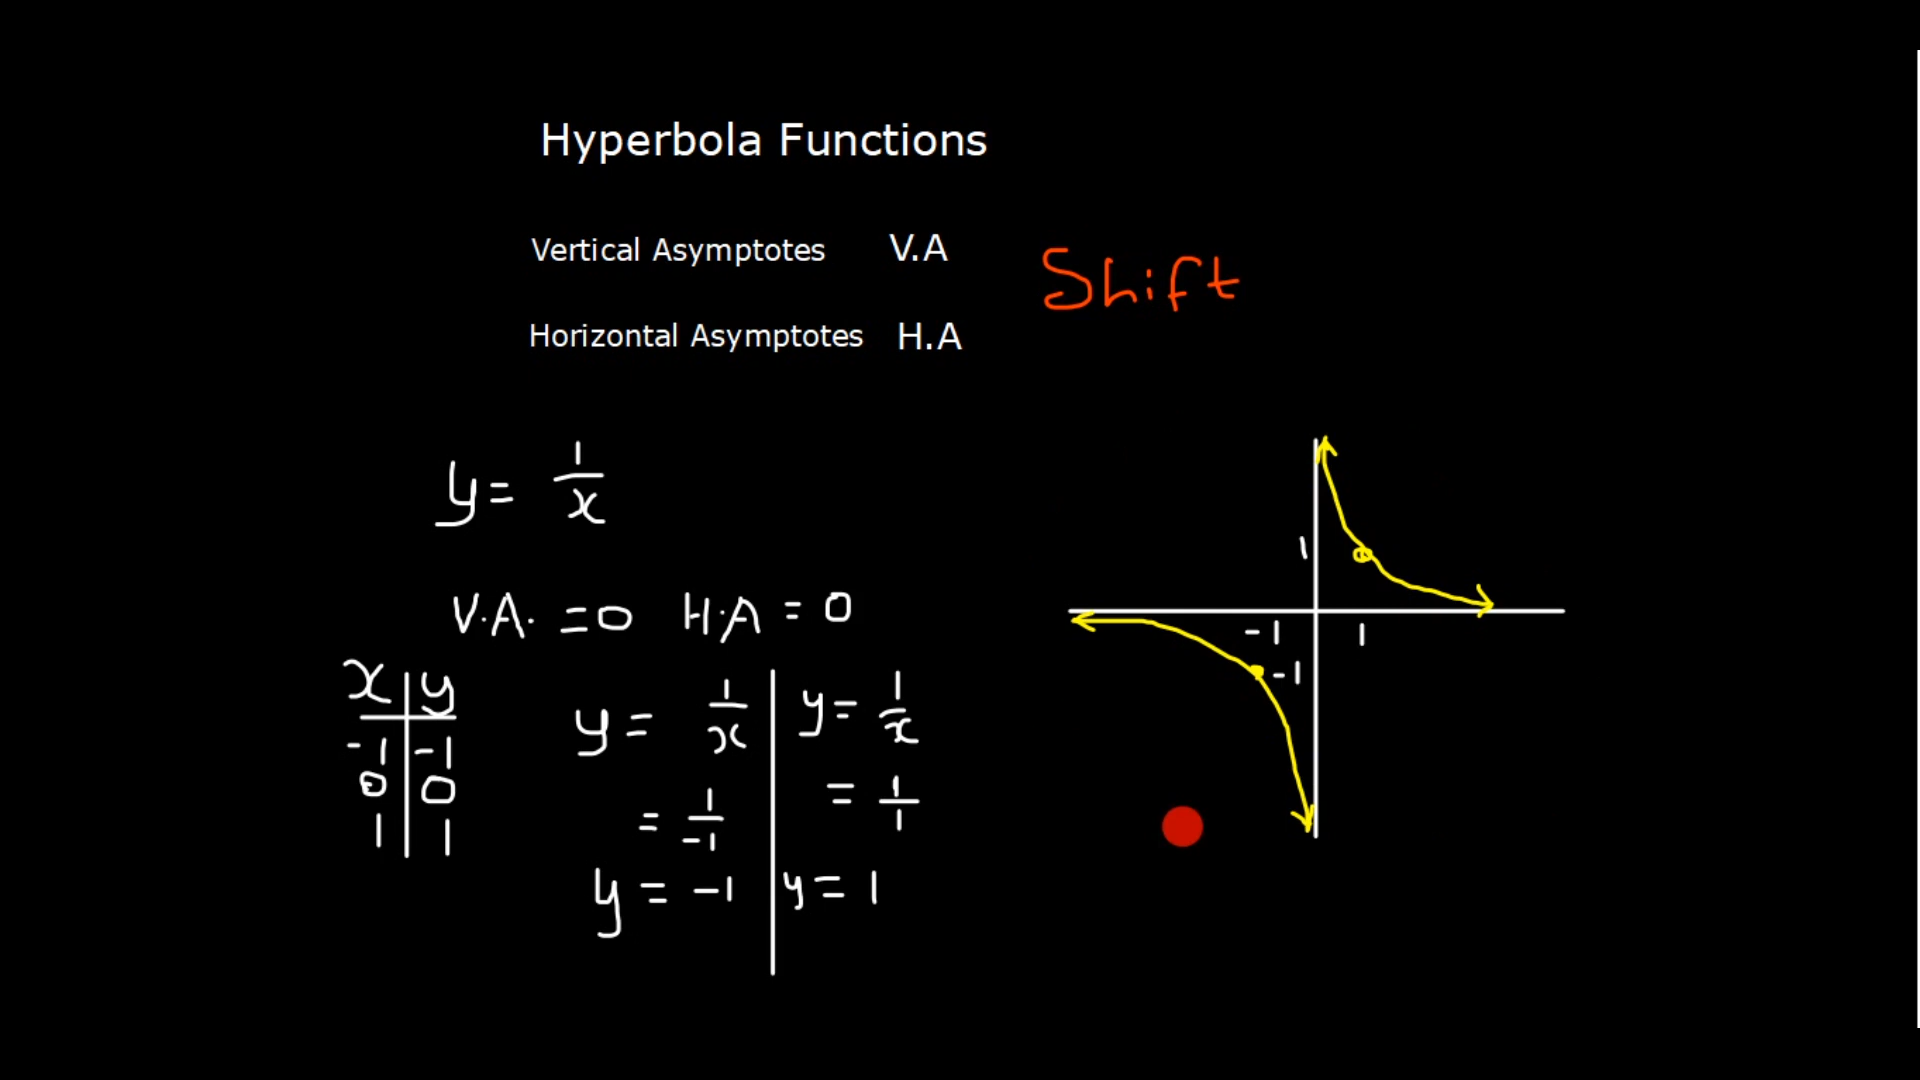 Hyperbola Functions
Vertical Asymptotes V.A
Shift
Horizontal Asymptotes H.A
y = 1/x
V.A. = 0 H.A = 0
x | y
-1 | -1
0 | 0
1 | 1
y = 1/x
= 1/-1
y = -1
y = 1/x
= 1/1
y = 1
1
-1 1
-1